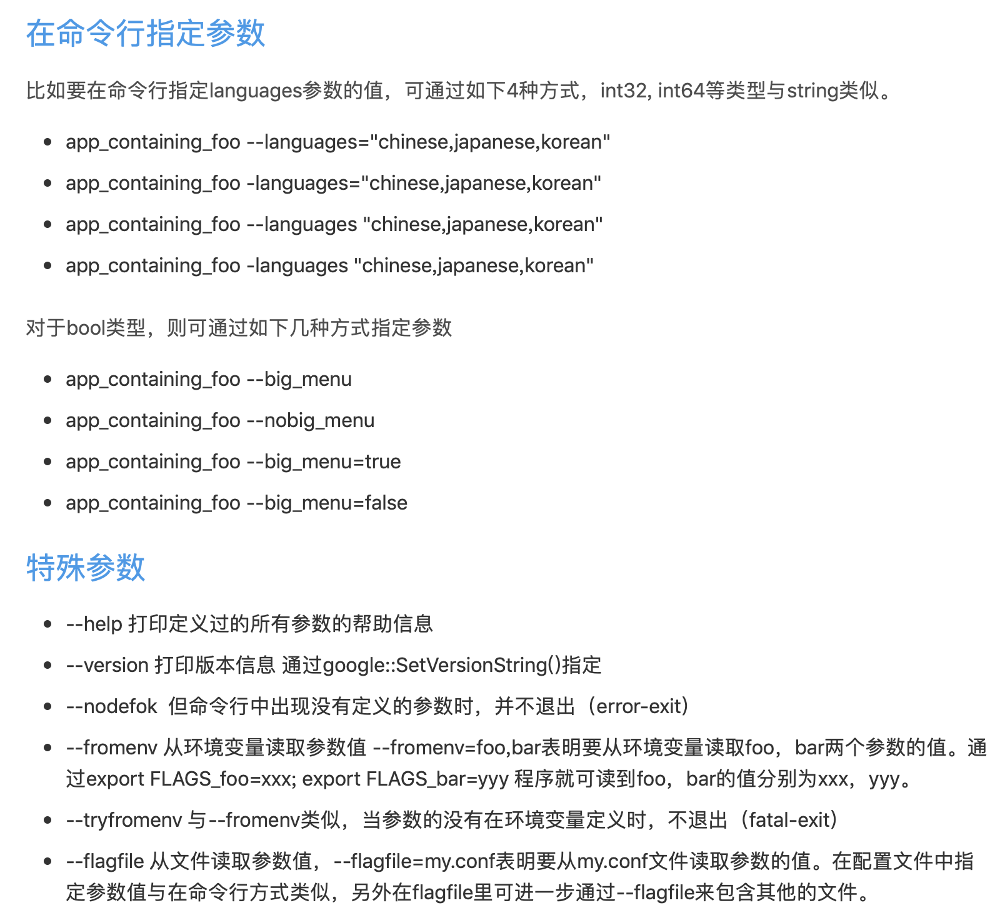 在命令行指定参数
比如要在命令行指定languages参数的值，可通过如下4种方式，int32, int64等类型与string类似。
• app_containing_foo --languages="chinese,japanese,korean"
• app_containing_foo -languages="chinese,japanese,korean"
• app_containing_foo --languages "chinese,japanese,korean"
• app_containing_foo -languages "chinese,japanese,korean"
对于bool类型，则可通过如下几种方式指定参数
• app_containing_foo --big_menu
• app_containing_foo --nobig_menu
• app_containing_foo --big_menu=true
• app_containing_foo --big_menu=false
特殊参数
• --help 打印定义过的所有参数的帮助信息
• --version 打印版本信息 通过google::SetVersionString()指定
• --nodefok  但命令行中出现没有定义的参数时，并不退出（error-exit）
• --fromenv 从环境变量读取参数值 --fromenv=foo,bar表明要从环境变量读取foo，bar两个参数的值。通
过export FLAGS_foo=xxx; export FLAGS_bar=yyy 程序就可读到foo，bar的值分别为xxx，yyy。
• --tryfromenv 与--fromenv类似，当参数的没有在环境变量定义时，不退出（fatal-exit）
• --flagfile 从文件读取参数值，--flagfile=my.conf表明要从my.conf文件读取参数的值。在配置文件中指
定参数值与在命令行方式类似，另外在flagfile里可进一步通过--flagfile来包含其他的文件。